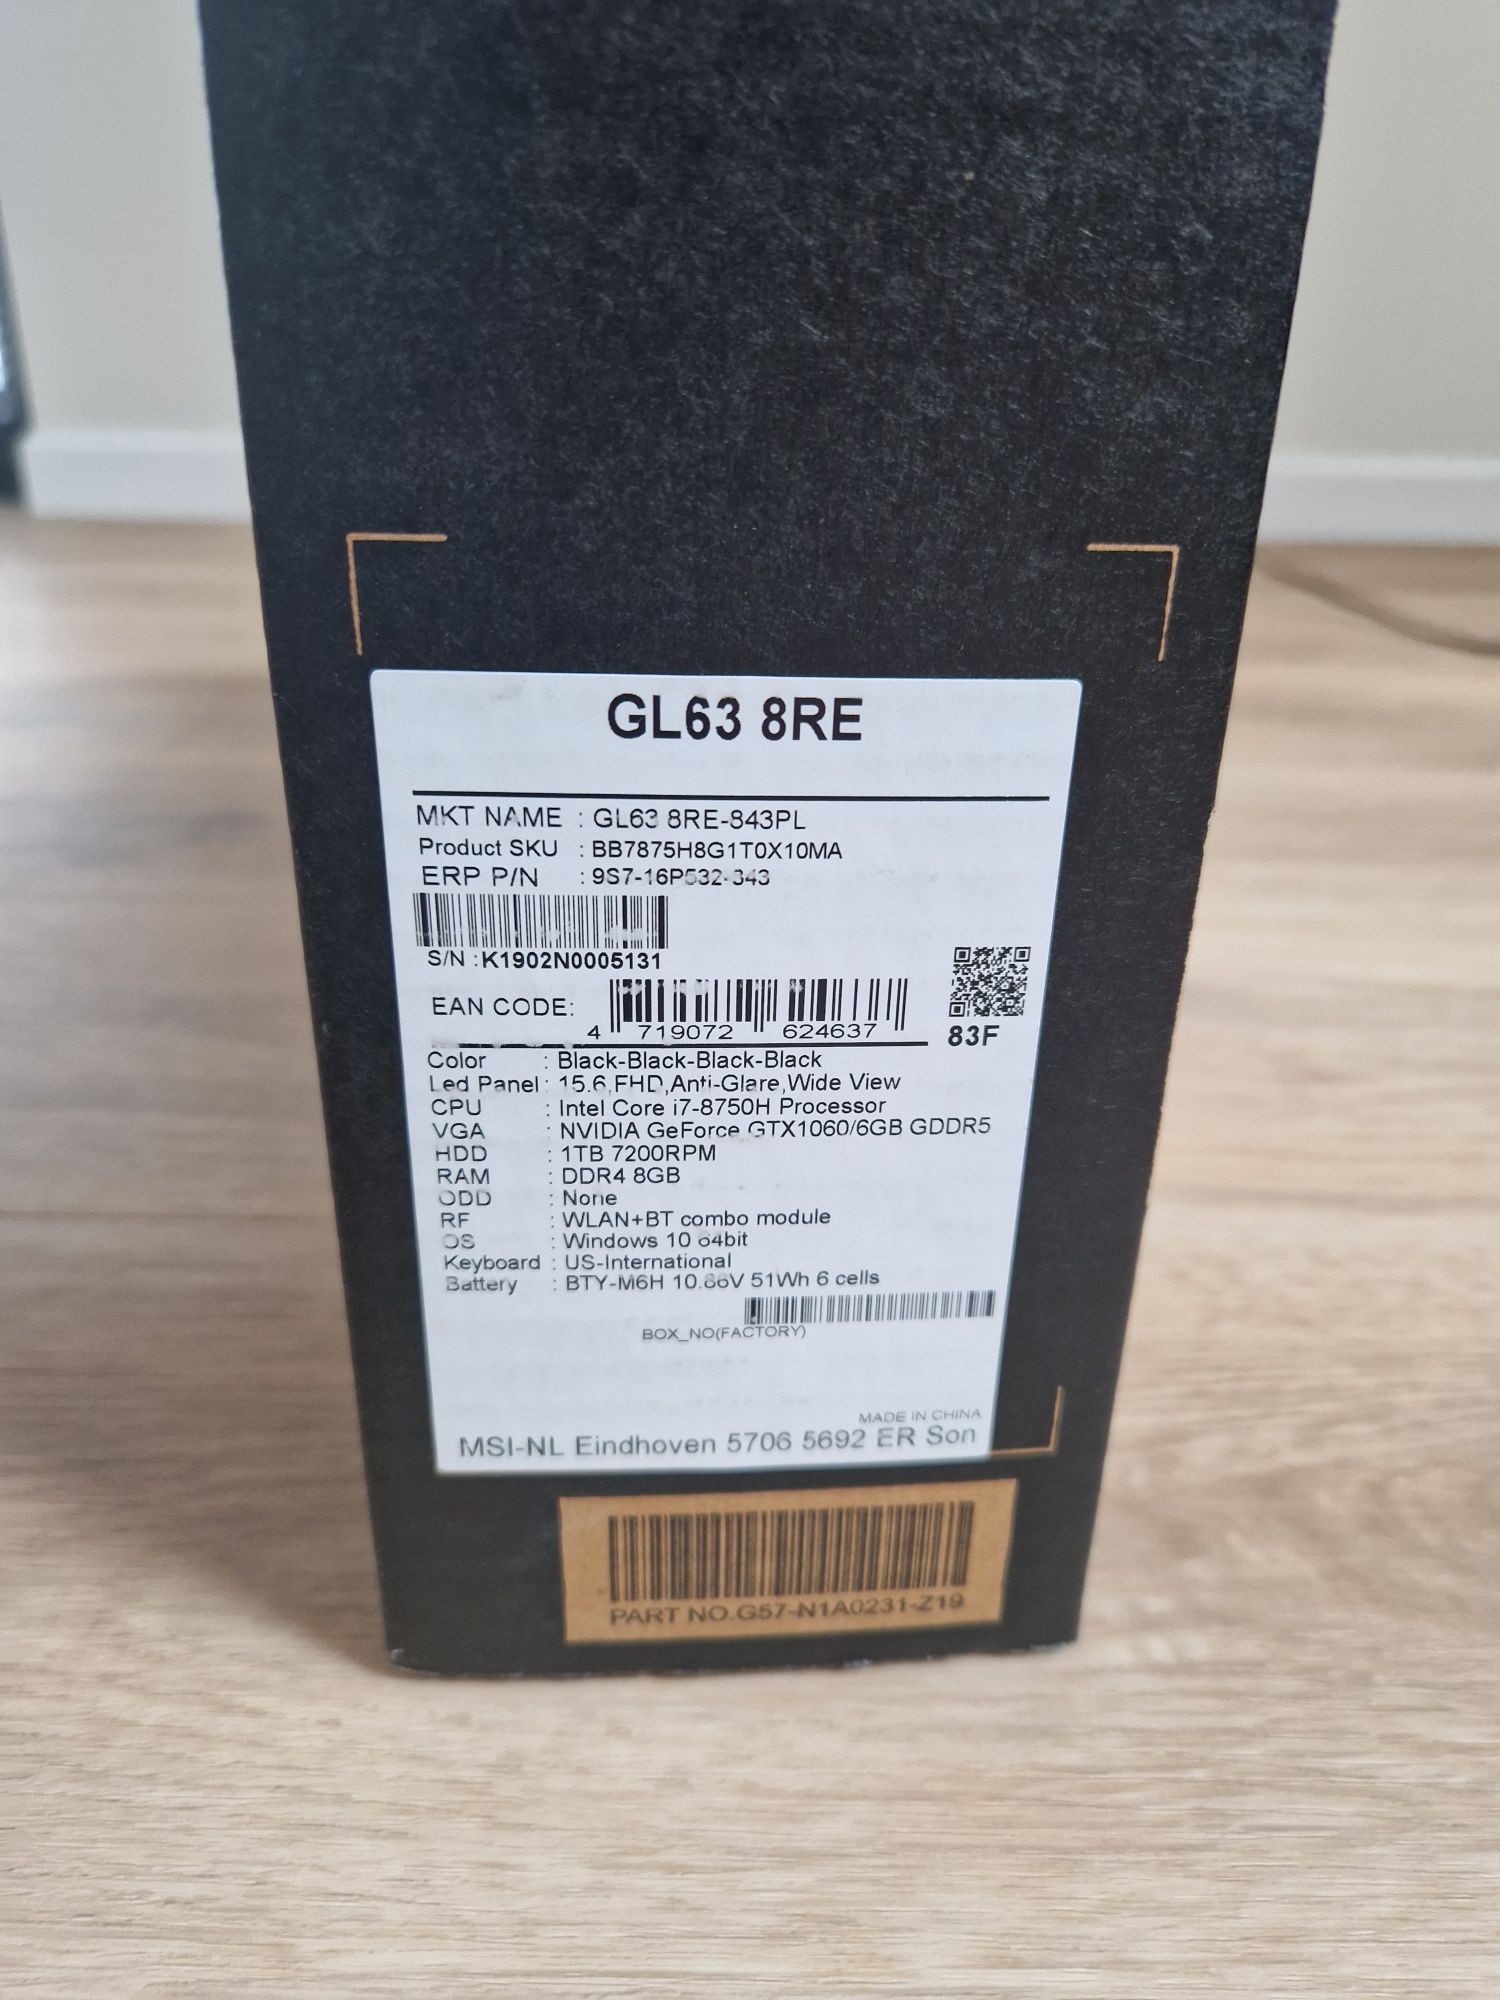 GL63 8RE
MKT NAME : GL63 8RE-843PL
Product SKU : BB7875H8G1T0X10MA
ERP P/N : 9S7-16P532-343
S/N :K1902N0005131
EAN CODE:
4 719072 624637
83F
Color : Black-Black-Black-Black
Led Panel : 15.6,FHD,Anti-Glare,Wide View
CPU : Intel Core i7-8750H Processor
VGA : NVIDIA GeForce GTX1060/6GB GDDR5
HDD : 1TB 7200RPM
RAM : DDR4 8GB
ODD : None
RF : WLAN+BT combo module
OS : Windows 10 64bit
Keyboard : US-International
Battery : BTY-M6H 10.86V 51Wh 6 cells
BOX_NO(FACTORY)
MADE IN CHINA
MSI-NL Eindhoven 5706 5692 ER Son
PART NO.G57-N1A0231-Z19